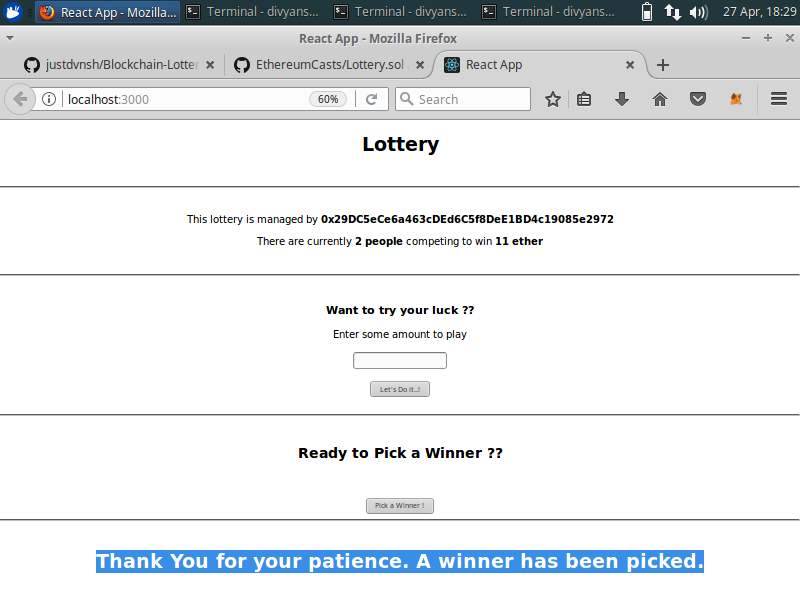 React App - Mozilla...
Terminal - divyans...
Terminal - divyans...
Terminal - divyans...
27 Apr, 18:29
React App - Mozilla Firefox
justdvnsh/Blockchain-Lotter
EthereumCasts/Lottery.sol
React App
localhost:3000
60%
Search
Lottery
This lottery is managed by 0x29DC5eCe6a463cDEd6C5f8DeE1BD4c19085e2972
There are currently 2 people competing to win 11 ether
Want to try your luck ??
Enter some amount to play
Let's Do it..!
Ready to Pick a Winner ??
Pick a Winner !
Thank You for your patience. A winner has been picked.